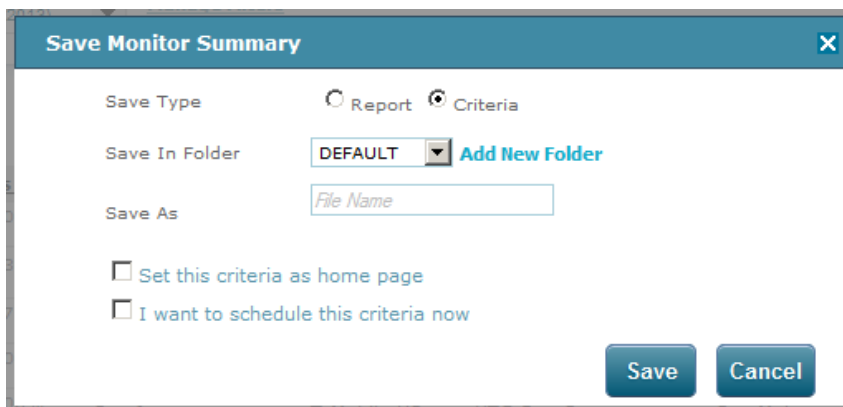 2013)
Save Monitor Summary
Save Type Report Criteria
Save In Folder DEFAULT Add New Folder
Save As File Name
Set this criteria as home page
I want to schedule this criteria now
Save Cancel